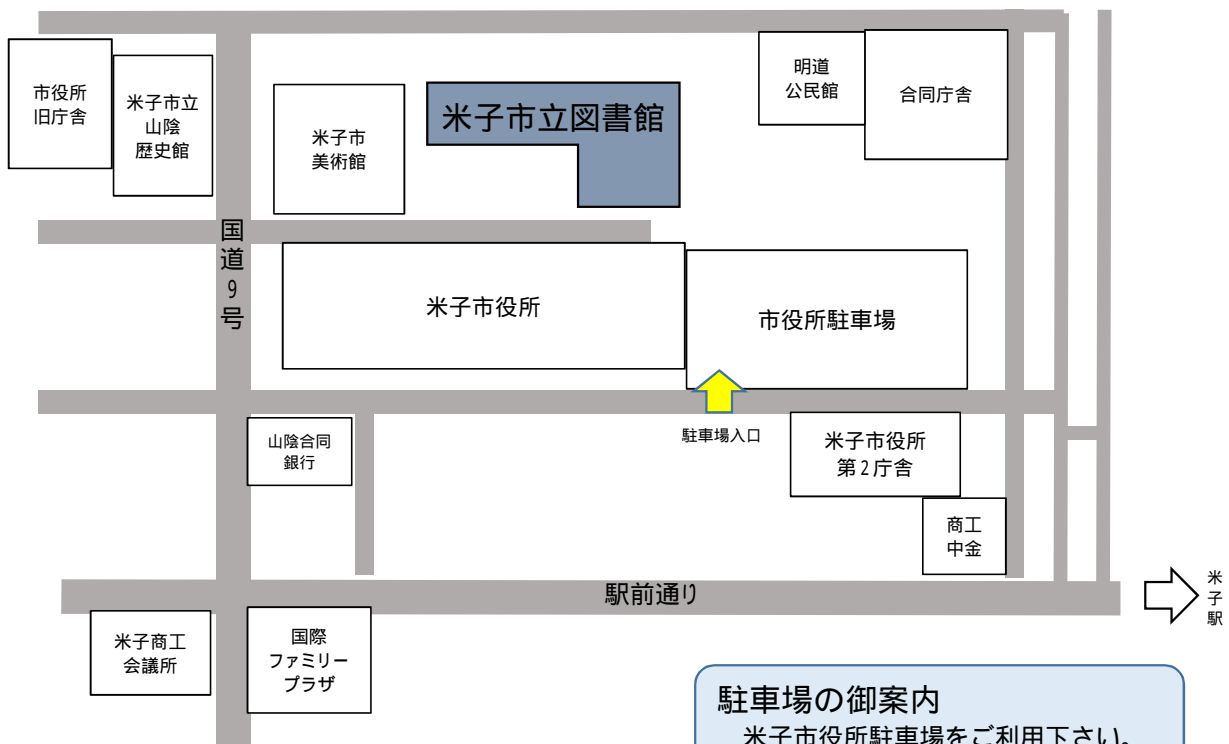 市役所
旧庁舎
米子市立
山陰
歴史館
米子市
美術館
米子市立図書館
明道
公民館
合同庁舎
国道9号
米子市役所
市役所駐車場
山陰合同
銀行
駐車場入口
米子市役所
第2庁舎
商工
中金
駅前通り
米子駅
米子商工
会議所
国際
ファミリー
プラザ
駐車場の御案内
米子市役所駐車場をご利用下さい。